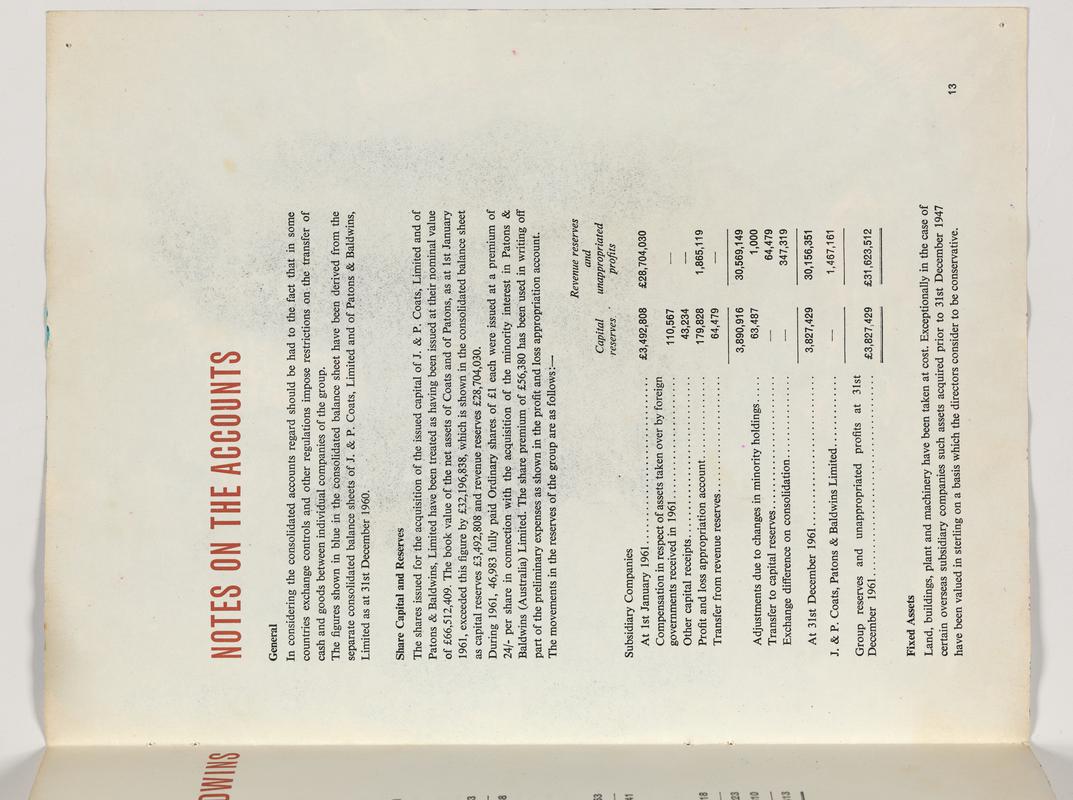 NOTES ON THE ACCOUNTS
General
In considering the consolidated accounts regard should be had to the fact that in some
countries exchange controls and other regulations impose restrictions on the transfer of
cash and goods between individual companies of the group.
The figures shown in blue in the consolidated balance sheet have been derived from the
separate consolidated balance sheets of J. & P. Coats, Limited and of Patons & Baldwins,
Limited as at 31st December 1960.
Share Capital and Reserves
The shares issued for the acquisition of the issued capital of J. & P. Coats, Limited and of
Patons & Baldwins, Limited have been treated as having been issued at their nominal value
of £66,512,409. The book value of the net assets of Coats and of Patons, as at 1st January
1961, exceeded this figure by £32,196,838, which is shown in the consolidated balance sheet
as capital reserves £3,492,808 and revenue reserves £28,704,030.
During 1961, 46,983 fully paid Ordinary shares of £1 each were issued at a premium of
24/- per share in connection with the acquisition of the minority interest in Patons &
Baldwins (Australia) Limited. The share premium of £56,380 has been used in writing off
part of the preliminary expenses as shown in the profit and loss appropriation account.
The movements in the reserves of the group are as follows:—
Revenue reserves
and
Capital unappropriated
reserves profits
Subsidiary Companies
At 1st January 1961 £3,492,808 £28,704,030
Compensation in respect of assets taken over by foreign
governments received in 1961 110,567 —
Other capital receipts 43,234 —
Profit and loss appropriation account 179,828 1,865,119
Transfer from revenue reserves 64,479 —
3,890,916 30,569,149
Adjustments due to changes in minority holdings 63,487 1,000
Transfer to capital reserves — 64,479
Exchange difference on consolidation — 347,319
At 31st December 1961 3,827,429 30,156,351
J. & P. Coats, Patons & Baldwins Limited — 1,467,161
Group reserves and unappropriated profits at 31st
December 1961 £3,827,429 £31,623,512
Fixed Assets
Land, buildings, plant and machinery have been taken at cost. Exceptionally in the case of
certain overseas subsidiary companies such assets acquired prior to 31st December 1947
have been valued in sterling on a basis which the directors consider to be conservative.
13